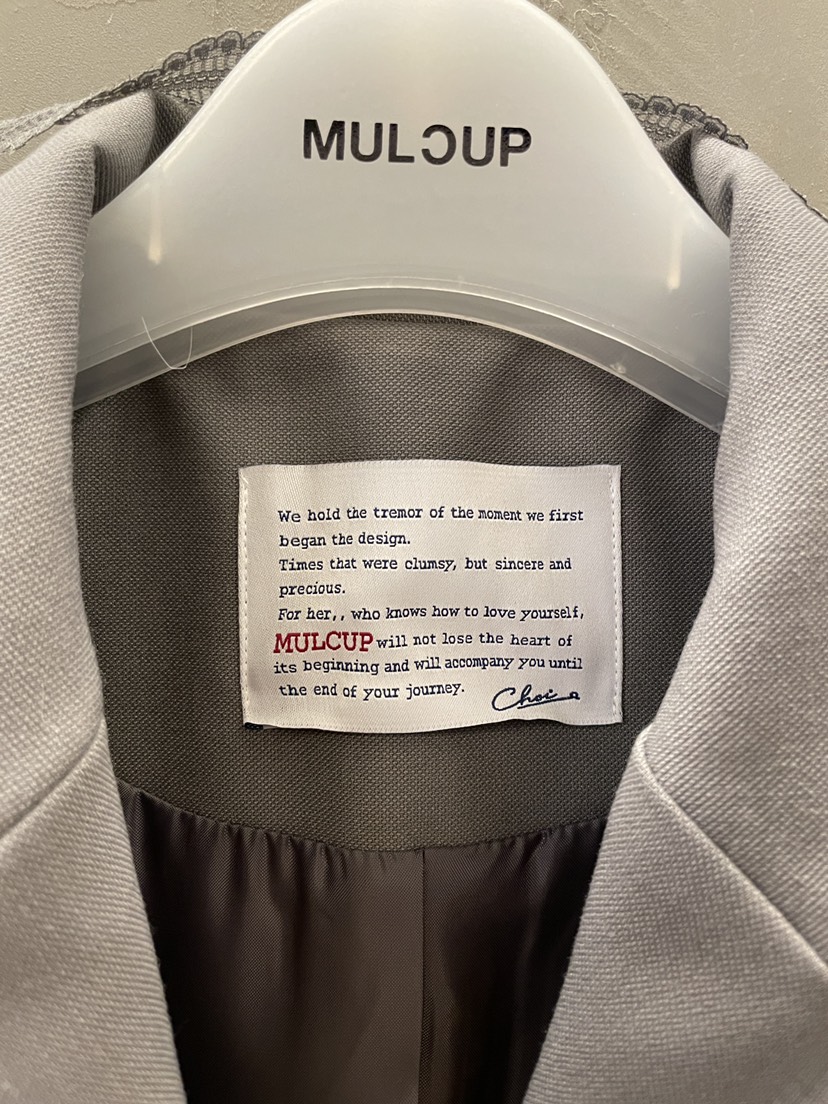 MULƆUP
We hold the tremor of the moment we first
began the design.
Times that were clumsy, but sincere and
precious.
For her,, who knows how to love yourself,
MULCUP will not lose the heart of
its beginning and will accompany you until
the end of your journey. Choi